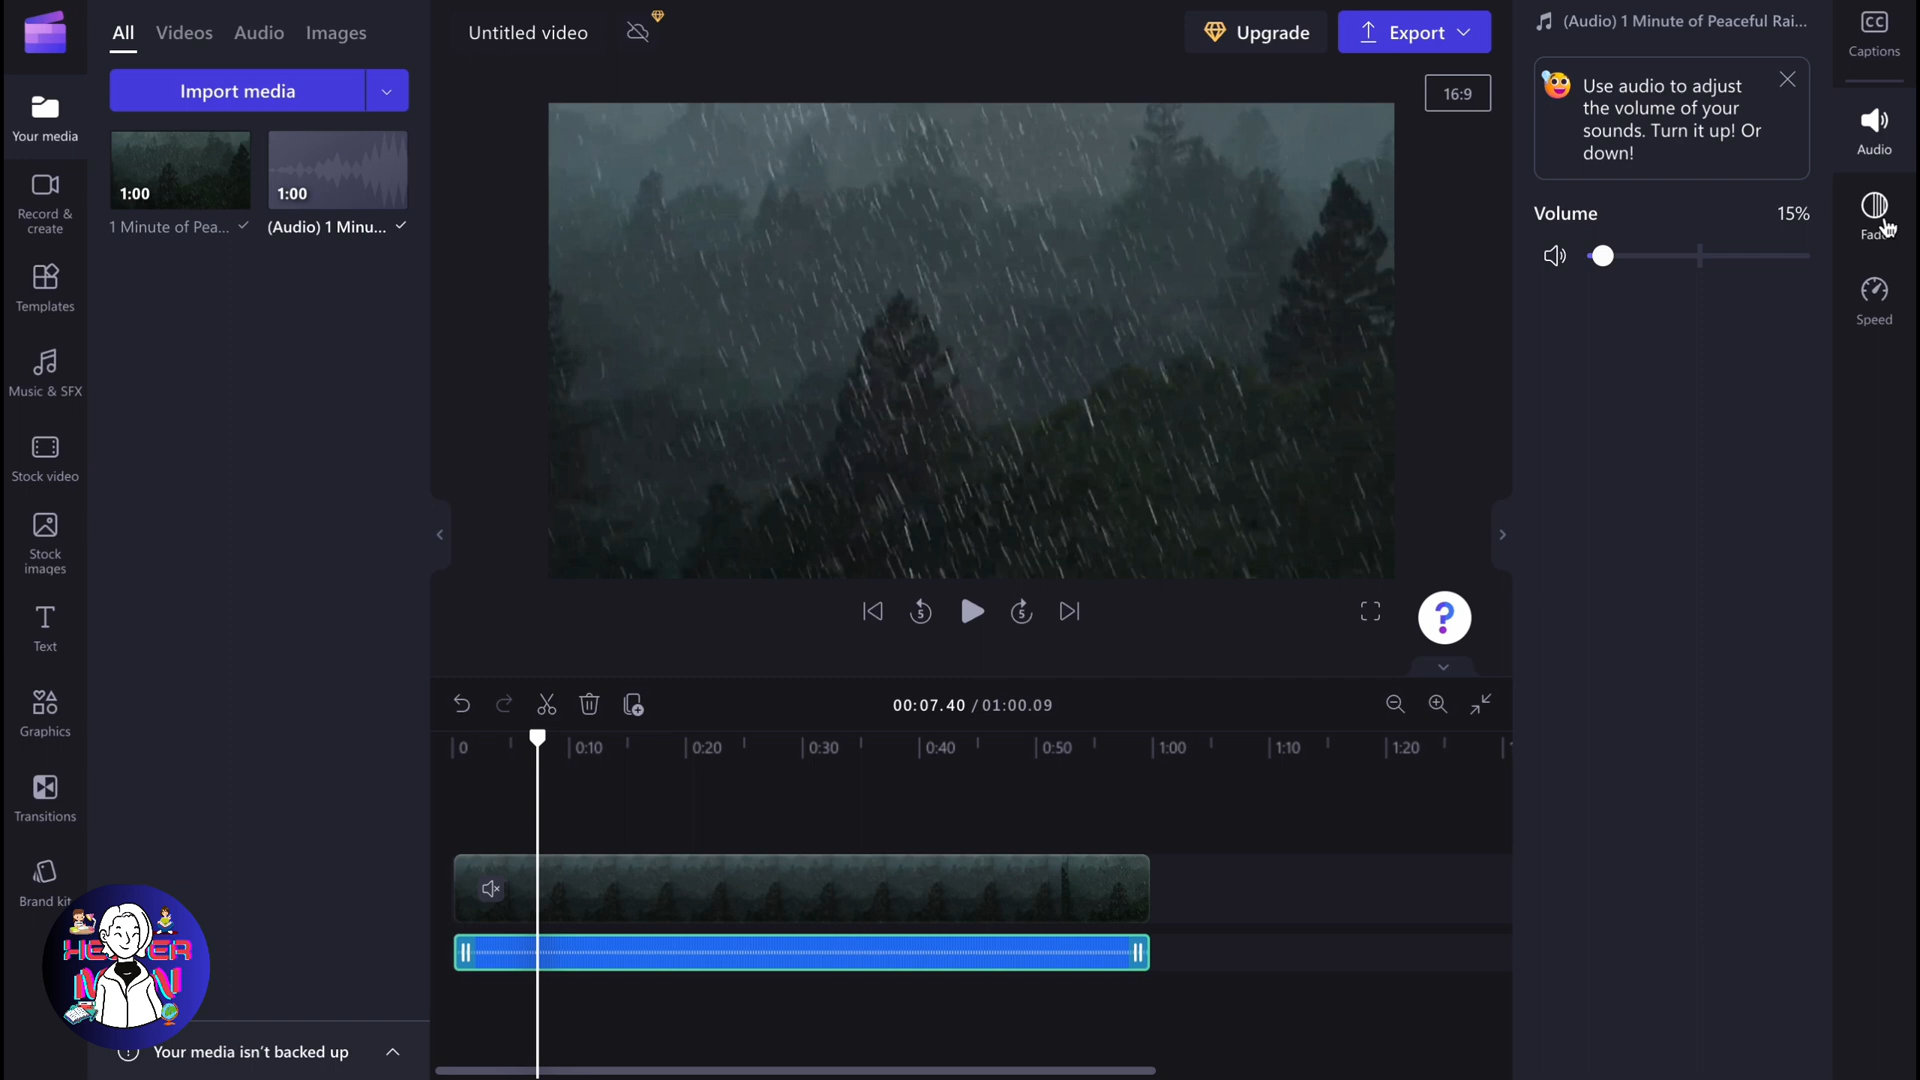 All Videos Audio Images
Import media
1:00
1 Minute of Pea...
1:00
(Audio) 1 Minu...
Your media
Record &
create
Templates
Music & SFX
Stock video
Stock
images
Text
Graphics
Transitions
Brand kit
Your media isn't backed up
Untitled video
Upgrade
Export
16:9
5
5
?
00:07.40 / 01:00.09
0 0:10 0:20 0:30 0:40 0:50 1:00 1:10 1:20
(Audio) 1 Minute of Peaceful Rai...
Use audio to adjust
the volume of your
sounds. Turn it up! Or
down!
Volume 15%
CC
Captions
Audio
Fade
Speed